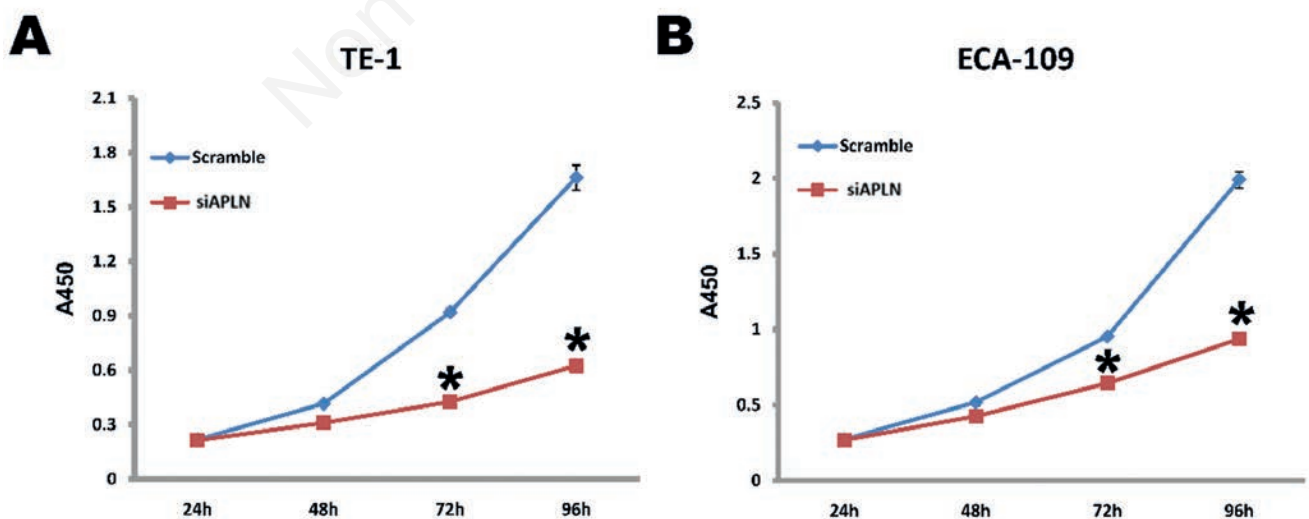 A
TE-1
2.1
1.8
1.5
1.2
0.9
0.6
0.3
0
A450
Scramble
siAPLN
*
*
24h
48h
72h
96h
B
ECA-109
2.5
2
1.5
1
0.5
0
A450
Scramble
siAPLN
*
*
24h
48h
72h
96h